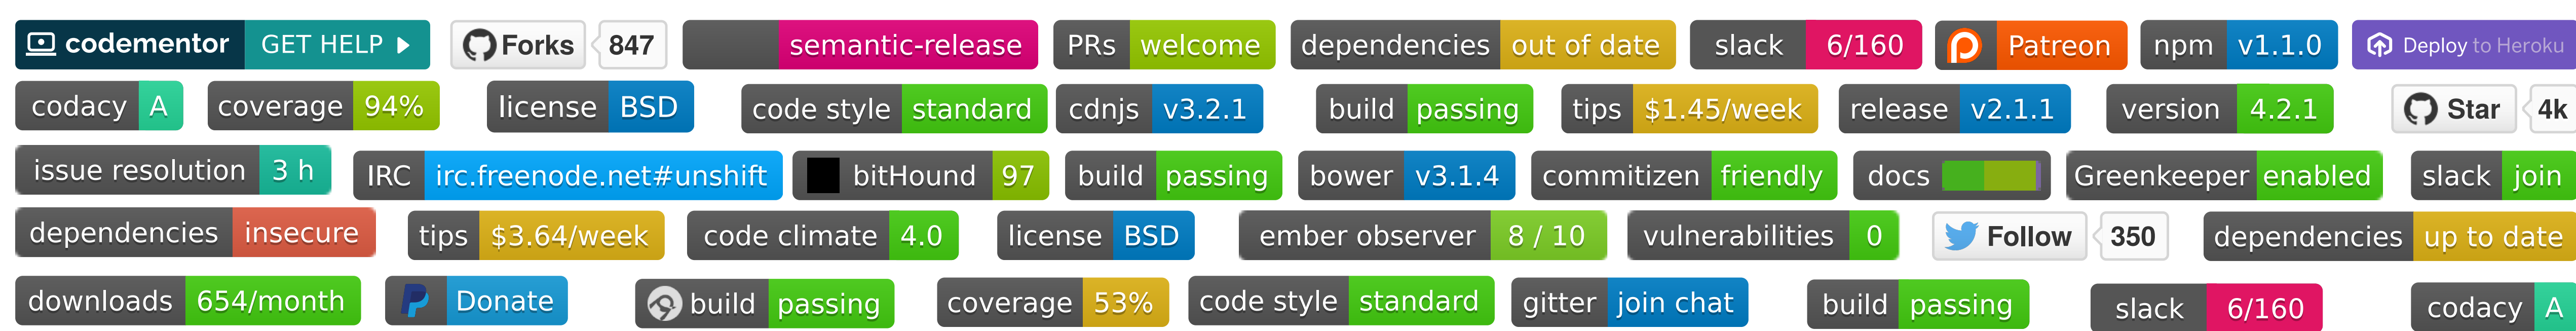 codementor GET HELP Forks 847 semantic-release PRs welcome dependencies out of date slack 6/160 Patreon npm v1.1.0 Deploy to Heroku
codacy A coverage 94% license BSD code style standard cdnjs v3.2.1 build passing tips $1.45/week release v2.1.1 version 4.2.1 Star 4k
issue resolution 3 h IRC irc.freenode.net#unshift bitHound 97 build passing bower v3.1.4 commitizen friendly docs Greenkeeper enabled slack join
dependencies insecure tips $3.64/week code climate 4.0 license BSD ember observer 8 / 10 vulnerabilities 0 Follow 350 dependencies up to date
downloads 654/month Donate build passing coverage 53% code style standard gitter join chat build passing slack 6/160 codacy A